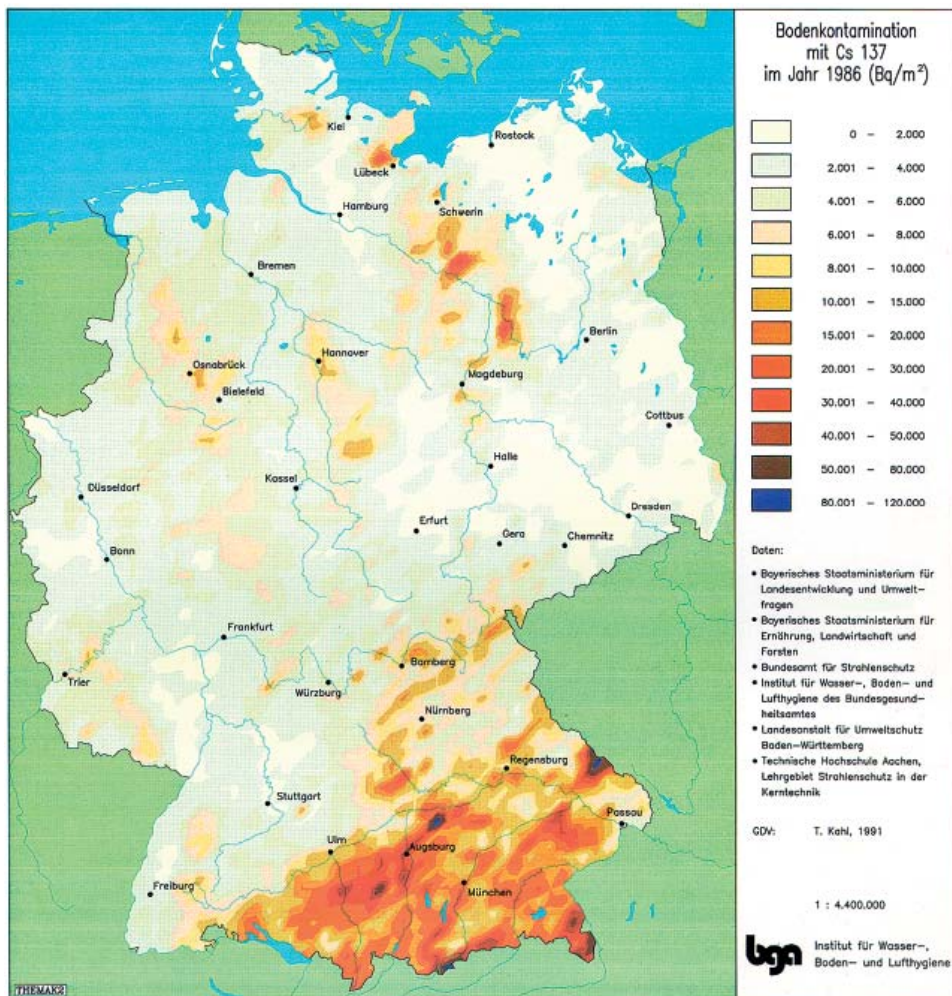 Bodenkontamination
mit Cs 137
im Jahr 1986 (Bq/m²)
0 – 2.000
2.001 – 4.000
4.001 – 6.000
6.001 – 8.000
8.001 – 10.000
10.001 – 15.000
15.001 – 20.000
20.001 – 30.000
30.001 – 40.000
40.001 – 50.000
50.001 – 80.000
80.001 – 120.000
Daten:
• Bayerisches Staatsministerium für
Landesentwicklung und Umwelt-
fragen
• Bayerisches Staatsministerium für
Ernährung, Landwirtschaft und
Forsten
• Bundesamt für Strahlenschutz
• Institut für Wasser–, Boden– und
Lufthygiene des Bundesgesund-
heitsamtes
• Landesanstalt für Umweltschutz
Baden–Württemberg
• Technische Hochschule Aachen,
Lehrgebiet Strahlenschutz in der
Kerntechnik
GDV: T. Kahl, 1991
1 : 4.400.000
bga
Institut für Wasser–,
Boden– und Lufthygiene
Kiel
Rostock
Lübeck
Hamburg
Schwerin
Bremen
Berlin
Hannover
Osnabrück
Magdeburg
Bielefeld
Cottbus
Halle
Kassel
Düsseldorf
Dresden
Erfurt
Gera
Chemnitz
Bonn
Frankfurt
Bamberg
Trier
Würzburg
Nürnberg
Regensburg
Stuttgart
Passau
Ulm
Augsburg
München
Freiburg
THEMAK2